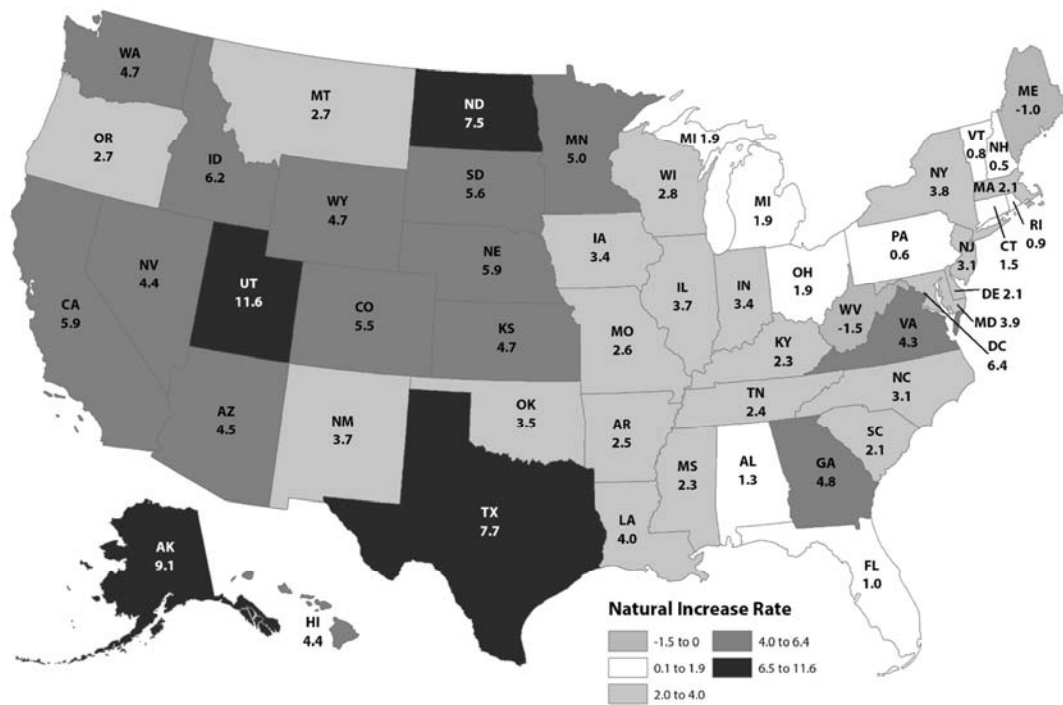 WA
4.7
OR
2.7
CA
5.9
NV
4.4
ID
6.2
MT
2.7
WY
4.7
UT
11.6
AZ
4.5
CO
5.5
NM
3.7
ND
7.5
SD
5.6
NE
5.9
KS
4.7
OK
3.5
TX
7.7
MN
5.0
IA
3.4
MO
2.6
AR
2.5
LA
4.0
WI
2.8
IL
3.7
MS
2.3
MI 1.9
MI
1.9
IN
3.4
OH
1.9
KY
2.3
TN
2.4
AL
1.3
GA
4.8
FL
1.0
SC
2.1
NC
3.1
VA
4.3
WV
-1.5
PA
0.6
NY
3.8
VT
0.8
NH
0.5
ME
-1.0
MA 2.1
RI
0.9
CT
1.5
NJ
3.1
DE 2.1
MD 3.9
DC
6.4
AK
9.1
HI
4.4
Natural Increase Rate
-1.5 to 0
0.1 to 1.9
2.0 to 4.0
4.0 to 6.4
6.5 to 11.6